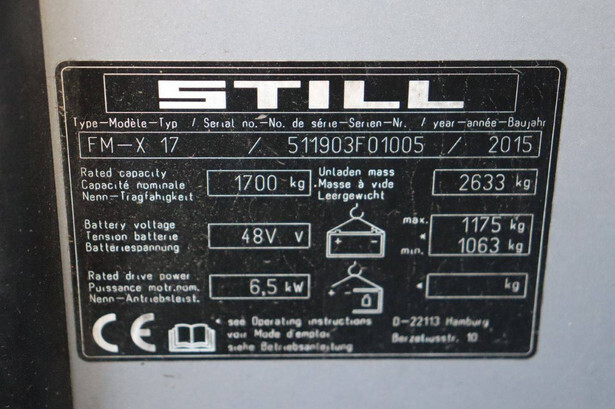 STILL
Type-Modèle-Typ / Serial no.-No. de série-Serien-Nr. / year-année-Baujahr
FM-X 17 / 511903F01005 / 2015
Rated capacity
Capacité nominale
Nenn-Tragfähigkeit
1700 kg
Unladen mass
Masse à vide
Leergewicht
2633 kg
Battery voltage
Tension batterie
Batteriespannung
48V V
max. 1175 kg
min. 1063 kg
Rated drive power
Puissance motr.nom.
Nenn-Antriebsleist.
6,5 kW
kg
CE
see Operating instructions
voir Mode d'emploi
siehe Betriebsanleitung
D-22113 Hamburg
Berzeliusstr. 10